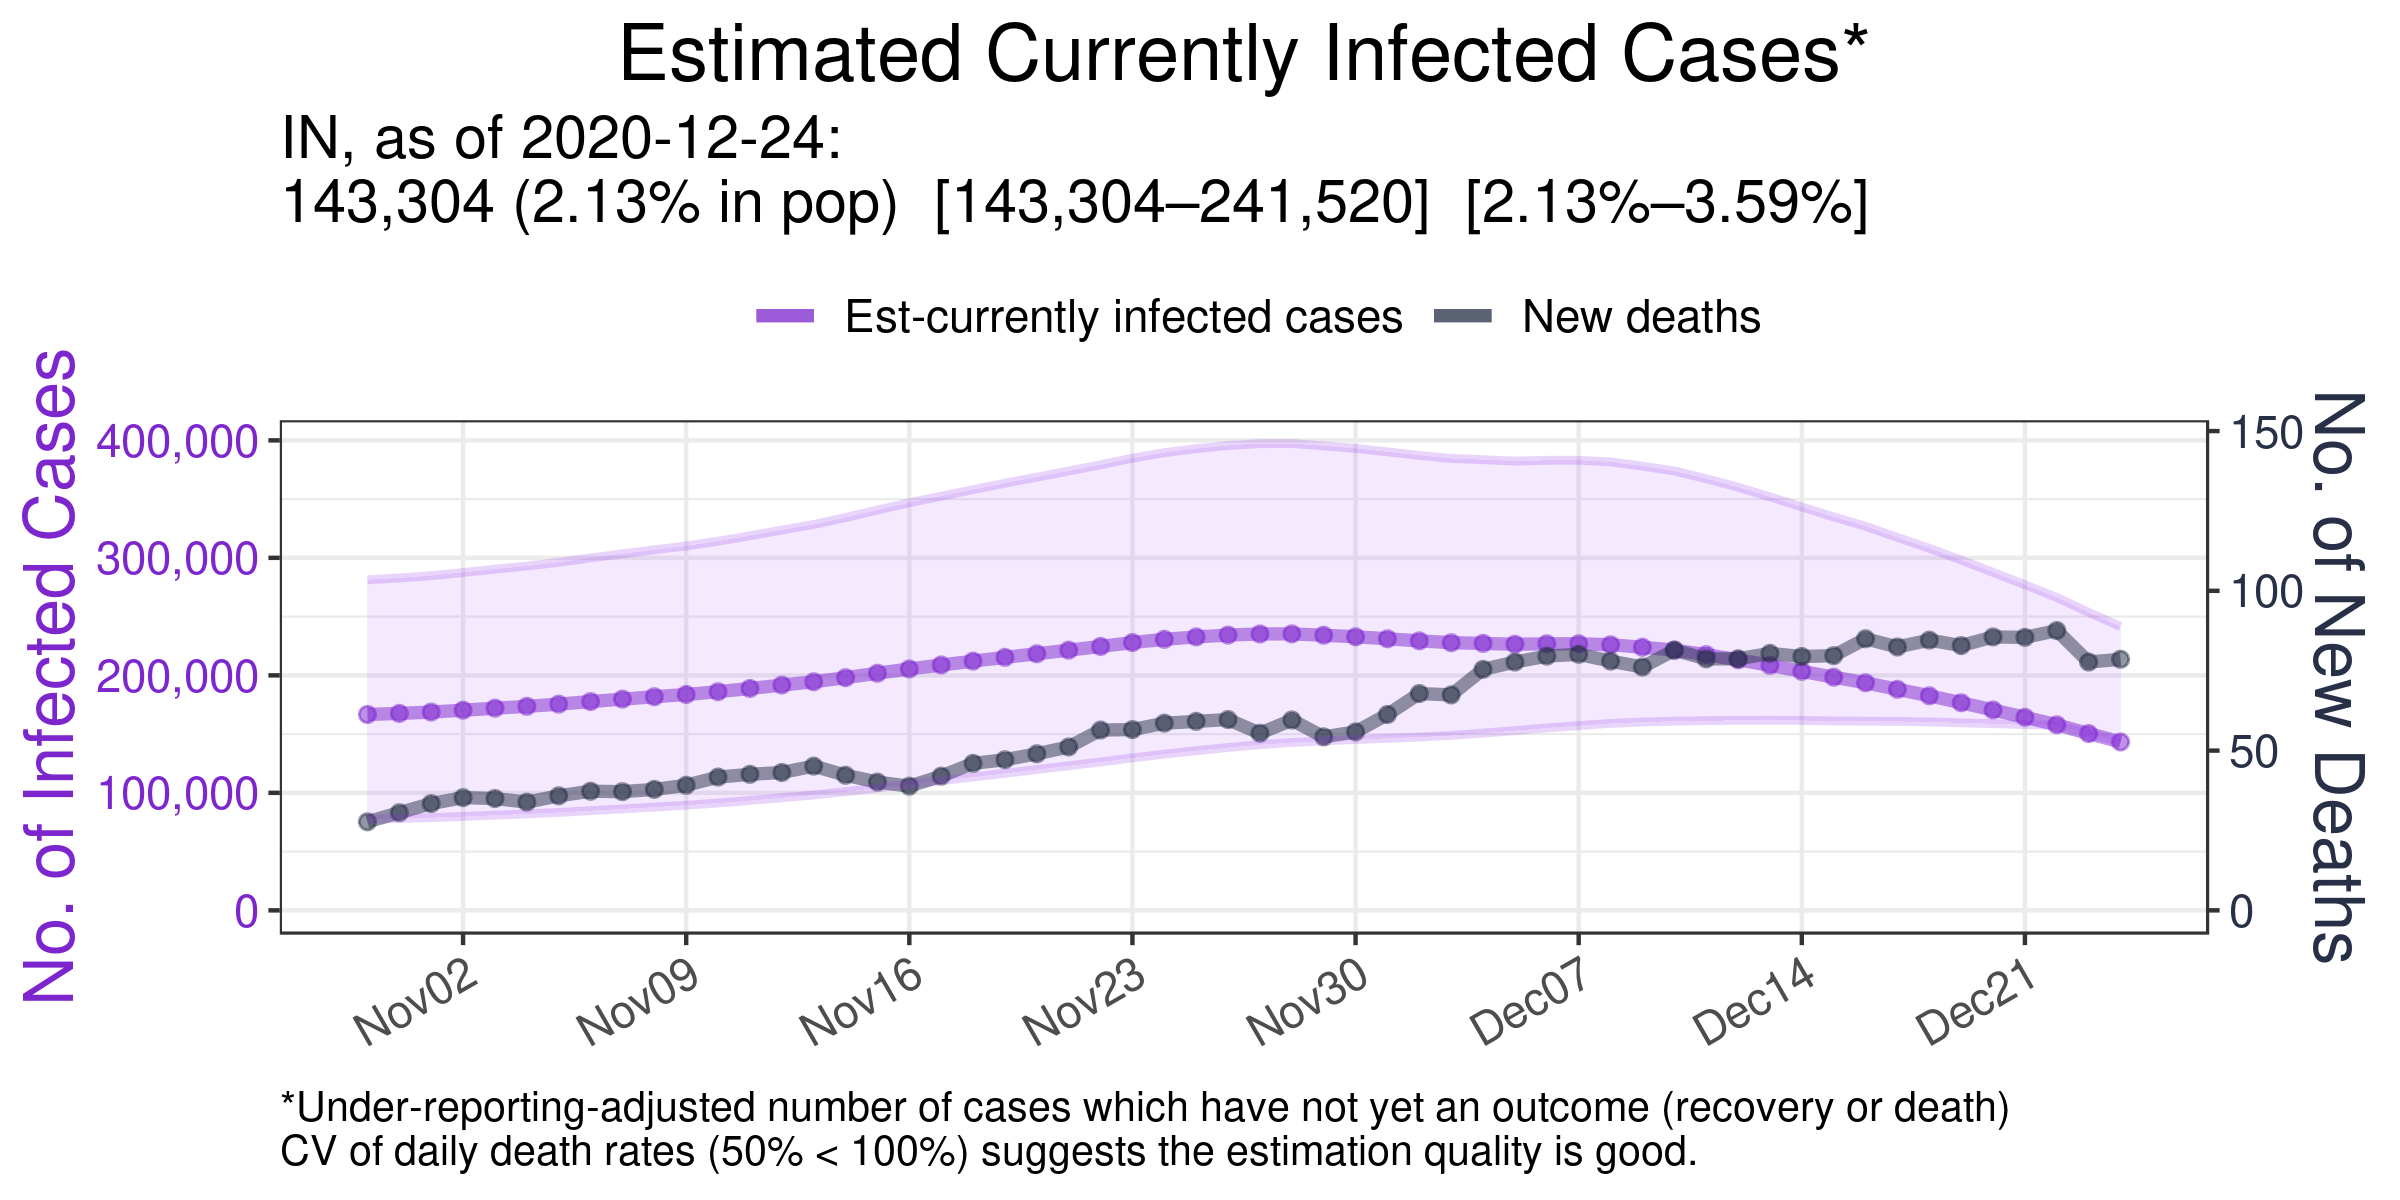 Estimated Currently Infected Cases*
IN, as of 2020-12-24:
143,304 (2.13% in pop) [143,304–241,520] [2.13%–3.59%]
Est-currently infected cases
New deaths
No. of Infected Cases
400,000
300,000
200,000
100,000
0
150
100
50
0
No. of New Deaths
Nov02
Nov09
Nov16
Nov23
Nov30
Dec07
Dec14
Dec21
*Under-reporting-adjusted number of cases which have not yet an outcome (recovery or death)
CV of daily death rates (50% < 100%) suggests the estimation quality is good.